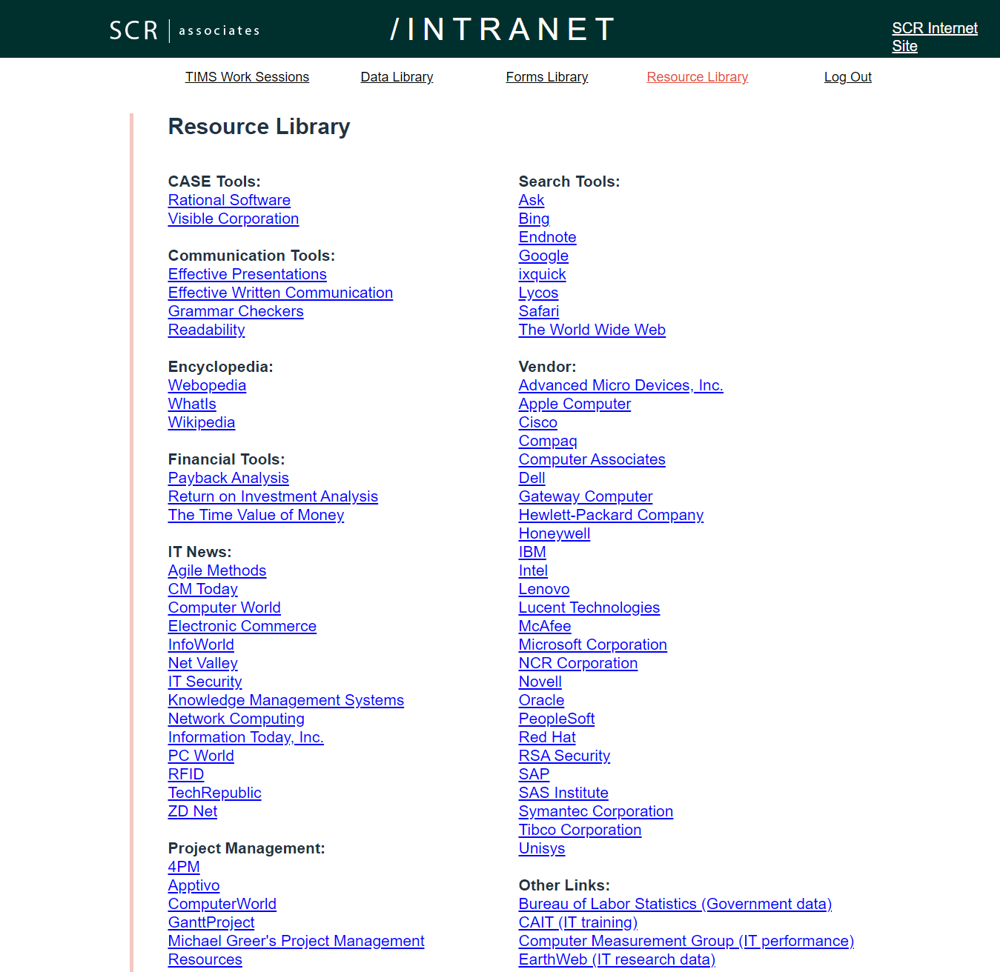 SCR | associates
/INTRANET
SCR Internet
Site
TIMS Work Sessions
Data Library
Forms Library
Resource Library
Log Out
Resource Library
CASE Tools:
Rational Software
Visible Corporation
Communication Tools:
Effective Presentations
Effective Written Communication
Grammar Checkers
Readability
Encyclopedia:
Webopedia
WhatIs
Wikipedia
Financial Tools:
Payback Analysis
Return on Investment Analysis
The Time Value of Money
IT News:
Agile Methods
CM Today
Computer World
Electronic Commerce
InfoWorld
Net Valley
IT Security
Knowledge Management Systems
Network Computing
Information Today, Inc.
PC World
RFID
TechRepublic
ZD Net
Project Management:
4PM
Apptivo
ComputerWorld
GanttProject
Michael Greer's Project Management
Resources
Search Tools:
Ask
Bing
Endnote
Google
ixquick
Lycos
Safari
The World Wide Web
Vendor:
Advanced Micro Devices, Inc.
Apple Computer
Cisco
Compaq
Computer Associates
Dell
Gateway Computer
Hewlett-Packard Company
Honeywell
IBM
Intel
Lenovo
Lucent Technologies
McAfee
Microsoft Corporation
NCR Corporation
Novell
Oracle
PeopleSoft
Red Hat
RSA Security
SAP
SAS Institute
Symantec Corporation
Tibco Corporation
Unisys
Other Links:
Bureau of Labor Statistics (Government data)
CAIT (IT training)
Computer Measurement Group (IT performance)
EarthWeb (IT research data)